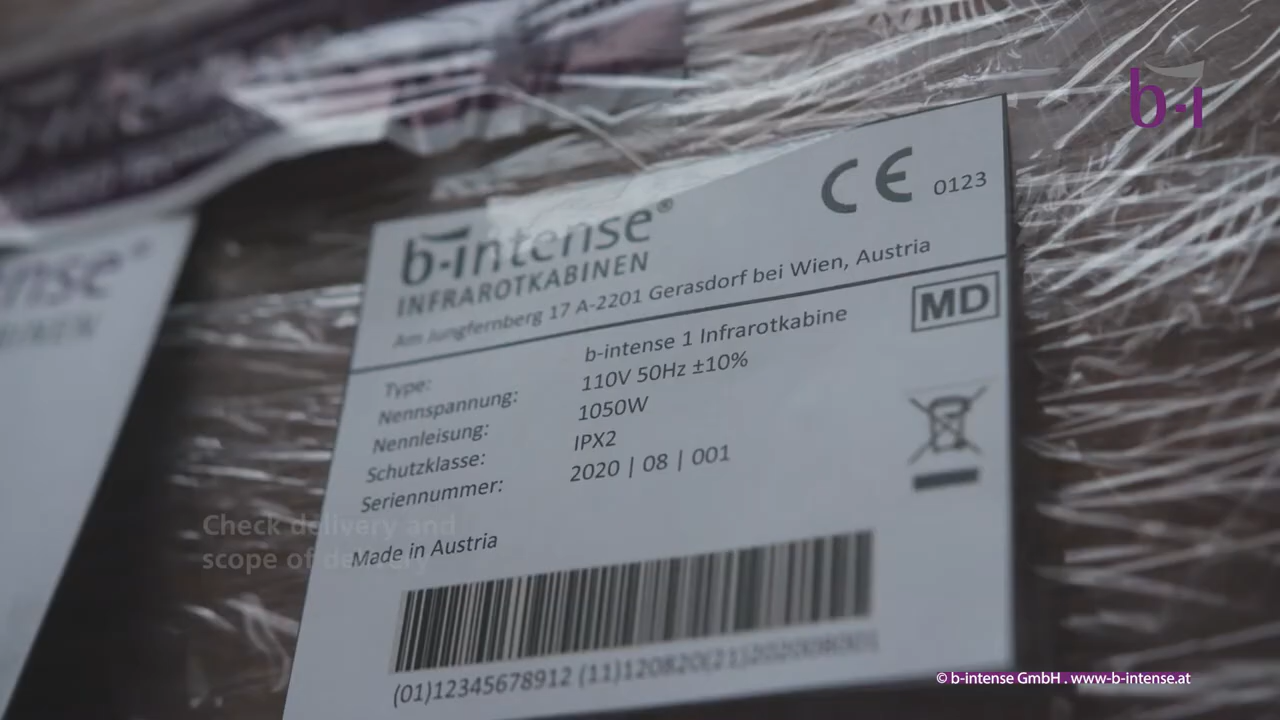 b-i
CE 0123
b-intense®
INFRAROTKABINEN
Am Jungfernberg 17 A-2201 Gerasdorf bei Wien, Austria
MD
Type: b-intense 1 Infrarotkabine
Nennspannung: 110V 50Hz ±10%
Nennleisung: 1050W
Schutzklasse: IPX2
Seriennummer: 2020 | 08 | 001
Made in Austria
(01)12345678912 (11)120820(21)
Check delivery and
scope of delivery
© b-intense GmbH . www-b-intense.at